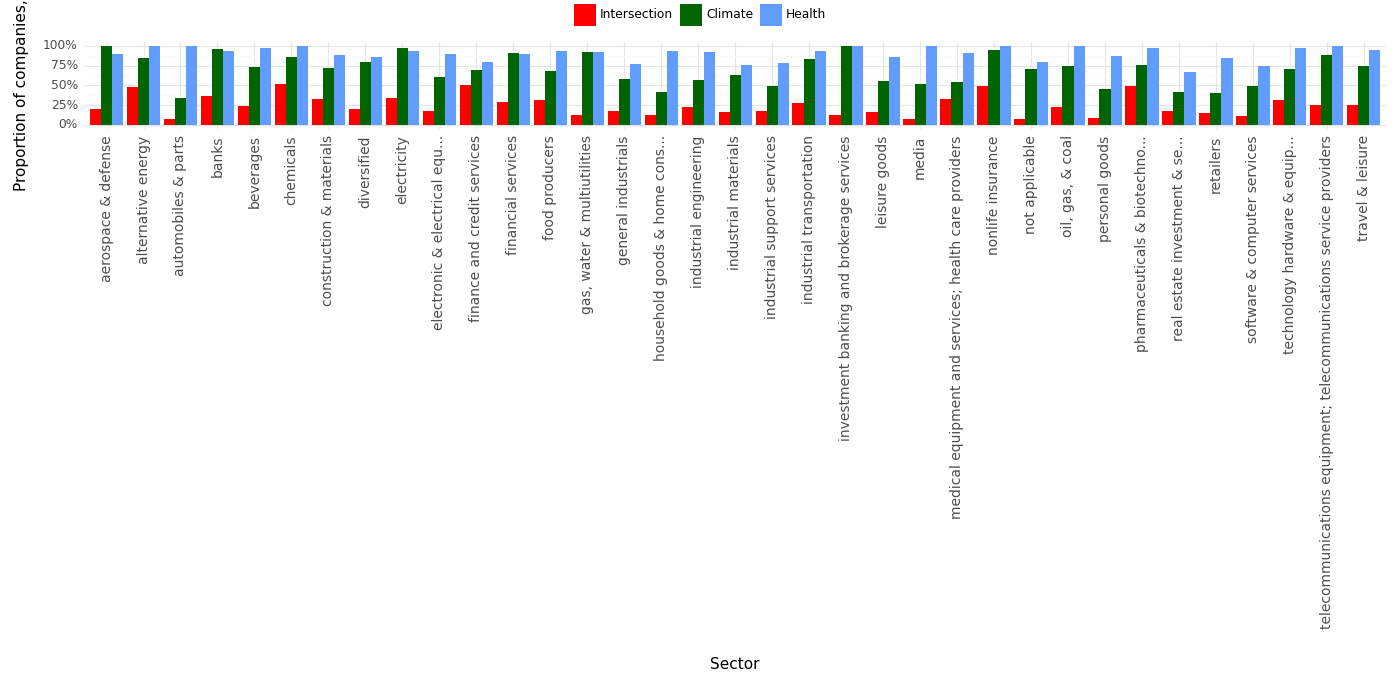 Intersection Climate Health
Proportion of companies,
100%
75%
50%
25%
0%
aerospace & defense
alternative energy
automobiles & parts
banks
beverages
chemicals
construction & materials
diversified
electricity
electronic & electrical equ...
finance and credit services
financial services
food producers
gas, water & multiutilities
general industrials
household goods & home cons...
industrial engineering
industrial materials
industrial support services
industrial transportation
investment banking and brokerage services
leisure goods
media
medical equipment and services; health care providers
nonlife insurance
not applicable
oil, gas, & coal
personal goods
pharmaceuticals & biotechno...
real estate investment & se...
retailers
software & computer services
technology hardware & equip...
telecommunications equipment; telecommunications service providers
travel & leisure
Sector